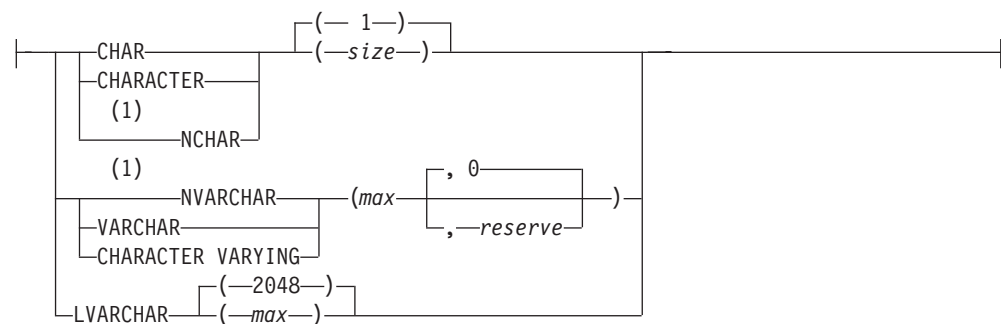 ( 1 )
CHAR ( size )
CHARACTER
(1)
NCHAR
(1) , 0
NVARCHAR (max )
VARCHAR , reserve
CHARACTER VARYING
( 2048 )
LVARCHAR ( max )